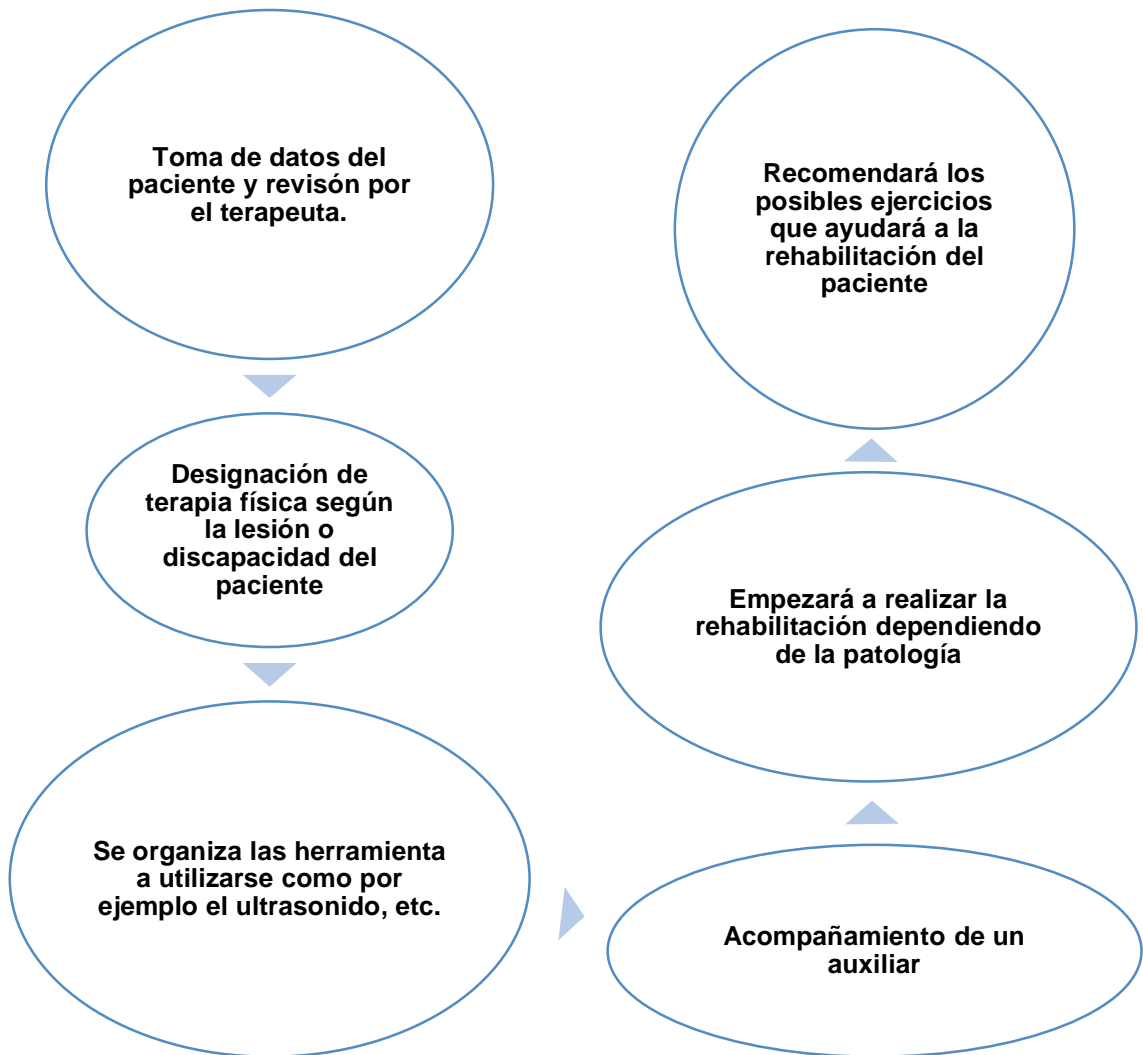 Toma de datos del
paciente y revisón por
el terapeuta.
Designación de
terapia física según
la lesión o
discapacidad del
paciente
Se organiza las herramienta
a utilizarse como por
ejemplo el ultrasonido, etc.
Acompañamiento de un
auxiliar
Empezará a realizar la
rehabilitación dependiendo
de la patología
Recomendará los
posibles ejercicios
que ayudará a la
rehabilitación del
paciente